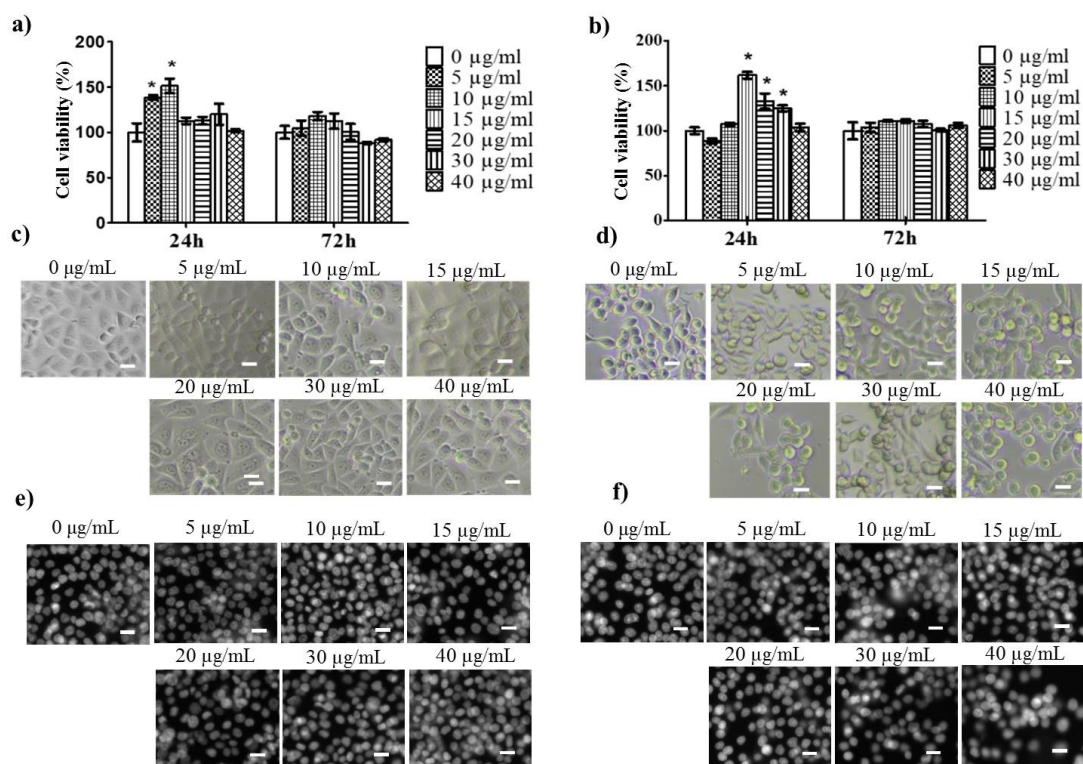 a)
200
150
100
50
0
Cell viability (%)
* *
24h 72h
0 µg/ml
5 µg/ml
10 µg/ml
15 µg/ml
20 µg/ml
30 µg/ml
40 µg/ml
b)
200
150
100
50
0
Cell viability (%)
* * *
24h 72h
0 µg/ml
5 µg/ml
10 µg/ml
15 µg/ml
20 µg/ml
30 µg/ml
40 µg/ml
c)
0 µg/mL 5 µg/mL 10 µg/mL 15 µg/mL
20 µg/mL 30 µg/mL 40 µg/mL
d)
0 µg/mL 5 µg/mL 10 µg/mL 15 µg/mL
20 µg/mL 30 µg/mL 40 µg/mL
e)
0 µg/mL 5 µg/mL 10 µg/mL 15 µg/mL
20 µg/mL 30 µg/mL 40 µg/mL
f)
0 µg/mL 5 µg/mL 10 µg/mL 15 µg/mL
20 µg/mL 30 µg/mL 40 µg/mL